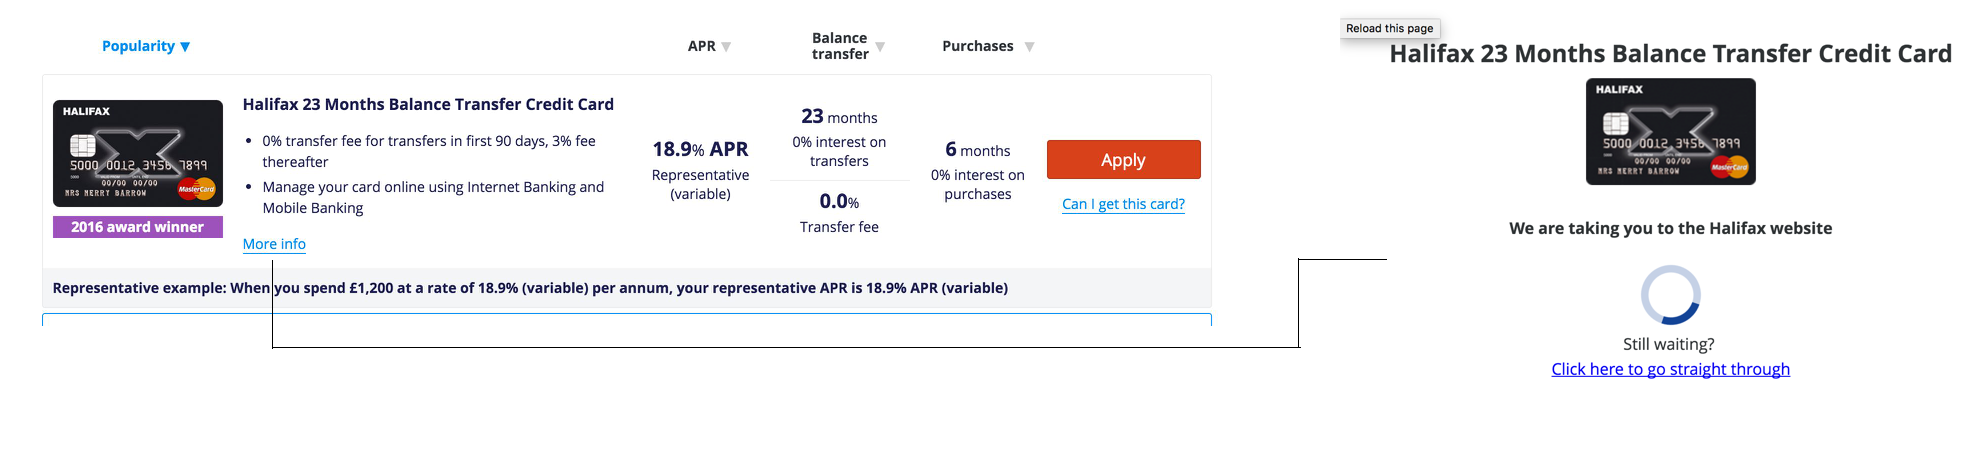 Popularity ▼
APR ▼
Balance
transfer ▼
Purchases ▼
HALIFAX
5000 0012 3456 7899
5000
00/00 00/00
MRS MERRY BARROW
MasterCard
2016 award winner
Halifax 23 Months Balance Transfer Credit Card
• 0% transfer fee for transfers in first 90 days, 3% fee
thereafter
• Manage your card online using Internet Banking and
Mobile Banking
More info
18.9% APR
Representative
(variable)
23 months
0% interest on
transfers
0.0%
Transfer fee
6 months
0% interest on
purchases
Apply
Can I get this card?
Representative example: When you spend £1,200 at a rate of 18.9% (variable) per annum, your representative APR is 18.9% APR (variable)
Reload this page
Halifax 23 Months Balance Transfer Credit Card
HALIFAX
5000 0012 3456 7899
5000
00/00 00/00
MRS MERRY BARROW
MasterCard
We are taking you to the Halifax website
Still waiting?
Click here to go straight through